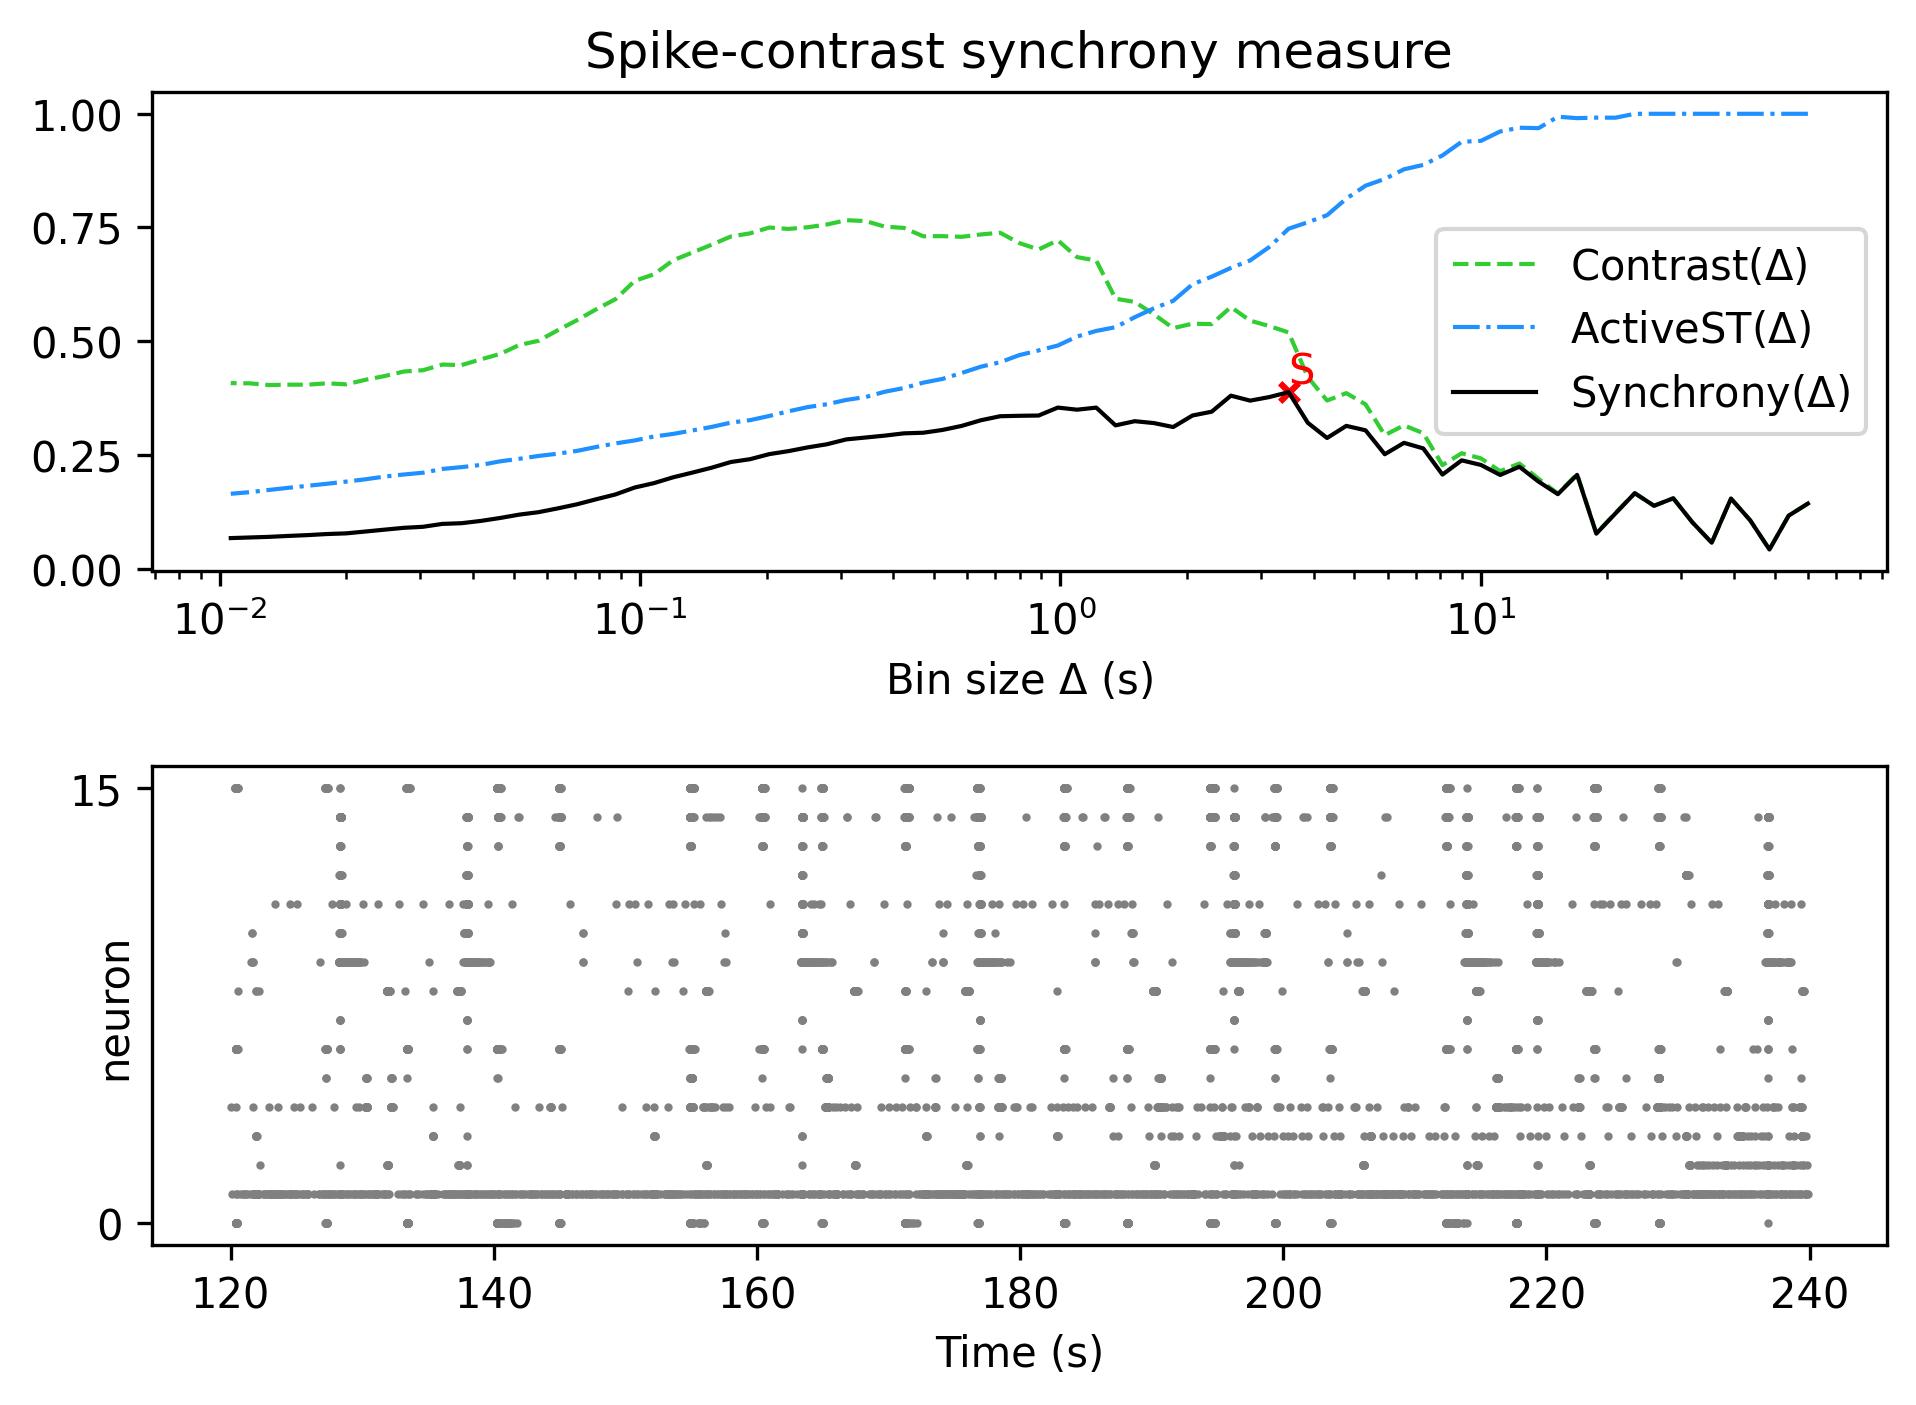 Spike-contrast synchrony measure
1.00
0.75
0.50
0.25
0.00
Contrast(Δ)
ActiveST(Δ)
Synchrony(Δ)
S
10⁻² 10⁻¹ 10⁰ 10¹
Bin size Δ (s)
15
0
neuron
120 140 160 180 200 220 240
Time (s)